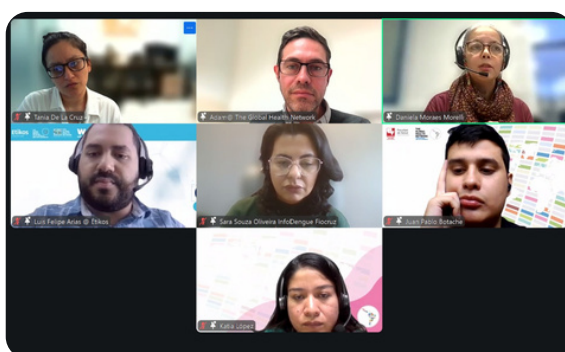 Tania De La Cruz
Adam@ The Global Health Network
Daniela Moraes Morelli
Etikos
Luis Felipe Arias @ Etikos
Sara Souza Oliveira InfoDengue Fiocruz
Juan Pablo Botache
Katia López